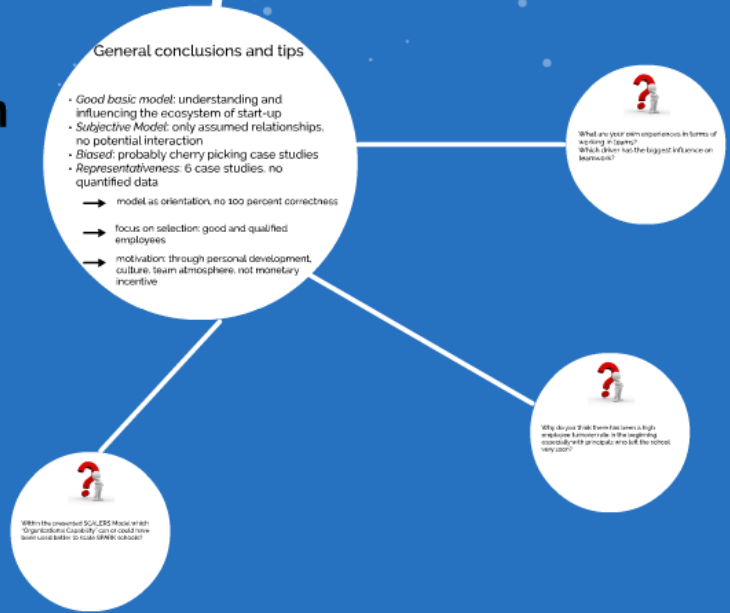 General conclusions and tips
• Good basic model: understanding and
influencing the ecosystem of start-up
• Subjective Model: only assumed relationships,
no potential interaction
• Biased: probably cherry picking case studies
• Representativeness: 6 case studies, no
quantified data
→ model as orientation, no 100 percent correctness
→ focus on selection: good and qualified
employees
→ motivation: through personal development,
culture, team atmosphere, not monetary
incentive
What are your own experiences in terms of
working in teams?
Which driver has the biggest influence on
teamwork?
Why do you think there has been a high
employee turnover rate in the beginning,
especially with principals who left the school
very soon?
Within the presented SCALERS Model, which
"Organizational Capability" can or could have
been used better to scale SPARK schools?